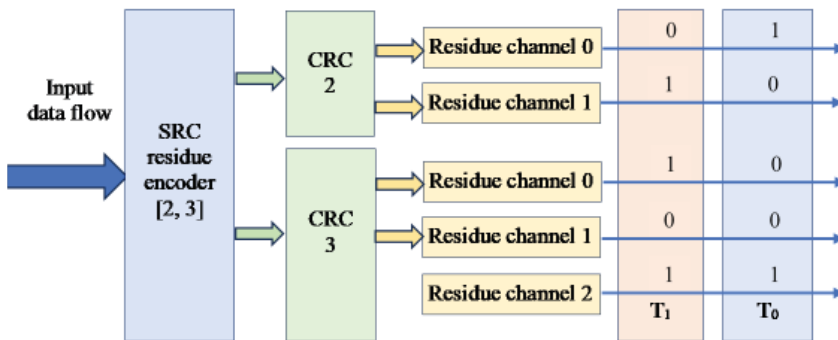 Input
data flow
SRC
residue
encoder
[2, 3]
CRC
2
Residue channel 0
0 1
Residue channel 1
1 0
CRC
3
Residue channel 0
1 0
Residue channel 1
0 0
Residue channel 2
1 1
T₁ T₀